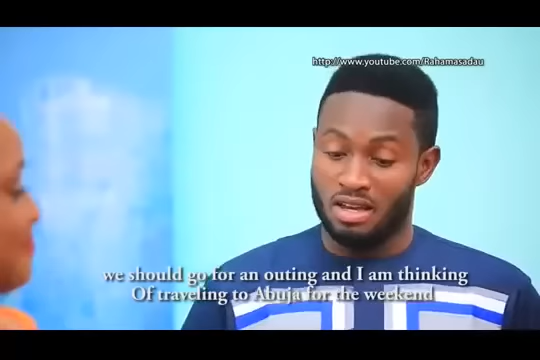 http://www.youtube.com/Rahamasadau
we should go for an outing and I am thinking
Of traveling to Abuja for the weekend